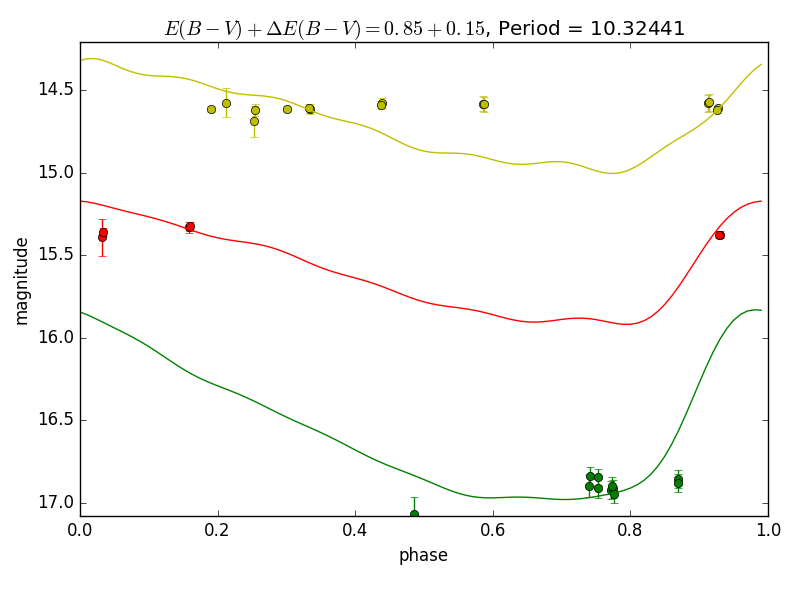 E(B − V) + ΔE(B − V) = 0.85 + 0.15, Period = 10.32441
14.5
15.0
15.5
16.0
16.5
17.0
magnitude
0.0 0.2 0.4 0.6 0.8 1.0
phase